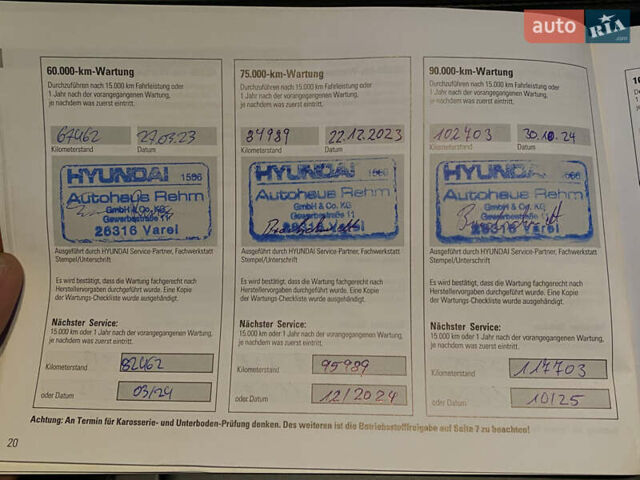 auto RIA.com
60.000-km-Wartung
Durchzuführen nach 15.000 km Fahrleistung oder
1 Jahr nach der vorangegangenen Wartung,
je nachdem was zuerst eintritt.
67462 27.03.23
Kilometerstand Datum
HYUNDAI 1506
Autohaus Rehm
GmbH & Co. KG
Gewerbestraße 11
26316 Varel
Ausgeführt durch HYUNDAI Service-Partner, Fachwerkstatt
Stempel/Unterschrift
Es wird bestätigt, dass die Wartung fachgerecht nach
Herstellervorgaben durchgeführt wurde. Eine Kopie
der Wartungs-Checkliste wurde ausgehändigt.
Nächster Service:
15.000 km oder 1 Jahr nach der vorangegangenen Wartung,
je nachdem was zuerst eintritt.
Kilometerstand 82462
oder Datum 03/24
75.000-km-Wartung
Durchzuführen nach 15.000 km Fahrleistung oder
1 Jahr nach der vorangegangenen Wartung,
je nachdem was zuerst eintritt.
84989 22.12.2023
Kilometerstand Datum
HYUNDAI
Autohaus Rehm
GmbH & Co. KG
Gewerbestraße 11
26316 Varel
Ausgeführt durch HYUNDAI Service-Partner, Fachwerkstatt
Stempel/Unterschrift
Es wird bestätigt, dass die Wartung fachgerecht nach
Herstellervorgaben durchgeführt wurde. Eine Kopie
der Wartungs-Checkliste wurde ausgehändigt.
Nächster Service:
15.000 km oder 1 Jahr nach der vorangegangenen Wartung,
je nachdem was zuerst eintritt.
Kilometerstand 95989
oder Datum 12/2024
90.000-km-Wartung
Durchzuführen nach 15.000 km Fahrleistung oder
1 Jahr nach der vorangegangenen Wartung,
je nachdem was zuerst eintritt.
102703 30.10.24
Kilometerstand Datum
HYUNDAI
Autohaus Rehm
GmbH & Co. KG
Gewerbestraße 11
26316 Varel
Ausgeführt durch HYUNDAI Service-Partner, Fachwerkstatt
Stempel/Unterschrift
Es wird bestätigt, dass die Wartung fachgerecht nach
Herstellervorgaben durchgeführt wurde. Eine Kopie
der Wartungs-Checkliste wurde ausgehändigt.
Nächster Service:
15.000 km oder 1 Jahr nach der vorangegangenen Wartung,
je nachdem was zuerst eintritt.
Kilometerstand 117703
oder Datum 10/25
Achtung: An Termin für Karosserie- und Unterboden-Prüfung denken. Des weiteren ist die Betriebsstofffreigabe auf Seite 7 zu beachten!
20